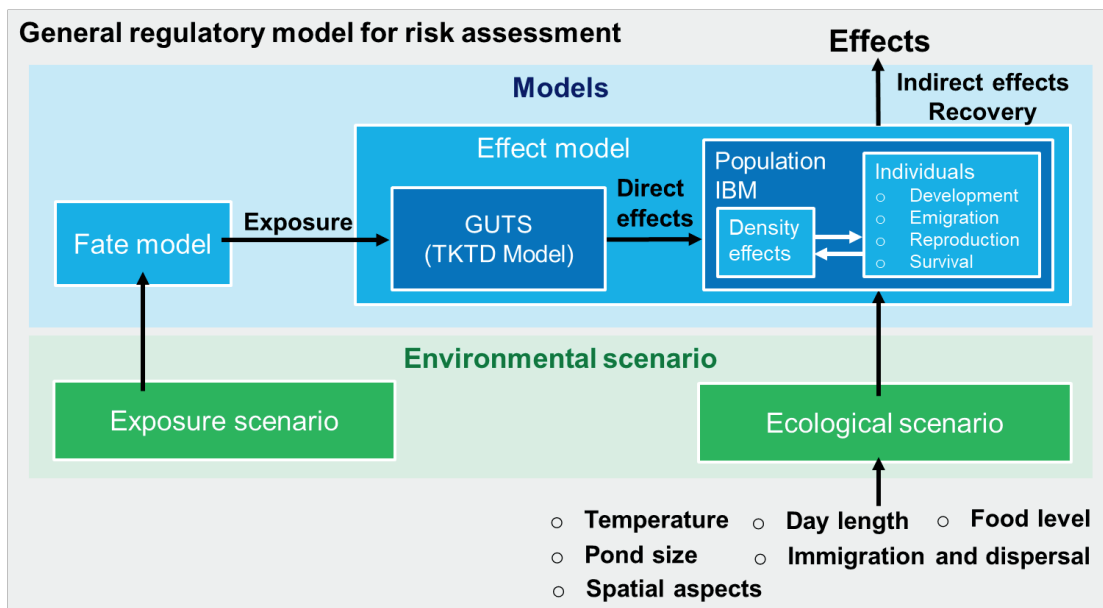 General regulatory model for risk assessment
Effects
Models
Indirect effects
Recovery
Effect model
Population
IBM
Individuals
○ Development
○ Emigration
○ Reproduction
○ Survival
Density
effects
Direct
effects
GUTS
(TKTD Model)
Exposure
Fate model
Environmental scenario
Exposure scenario
Ecological scenario
○ Temperature ○ Day length ○ Food level
○ Pond size ○ Immigration and dispersal
○ Spatial aspects